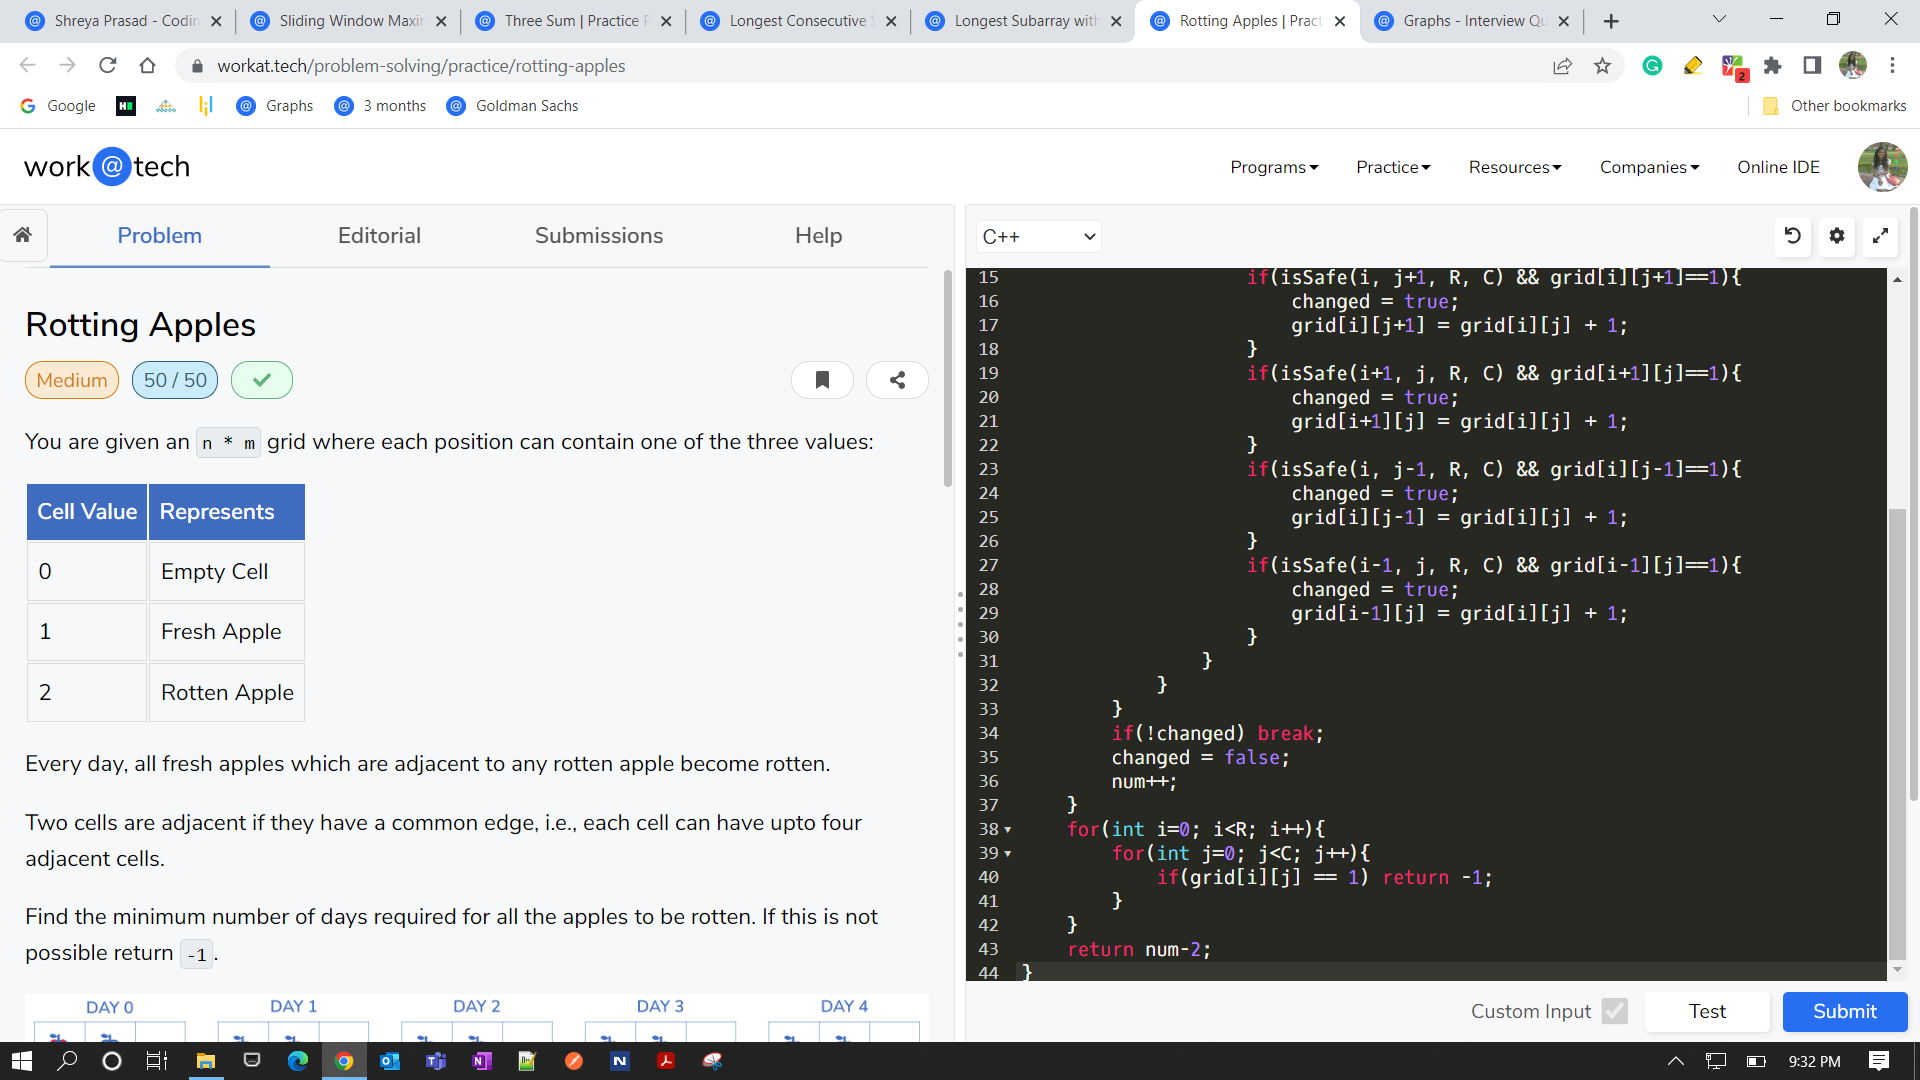 Shreya Prasad - Codin
Sliding Window Maxi
Three Sum | Practice P
Longest Consecutive S
Longest Subarray with
Rotting Apples | Pract
Graphs - Interview Qu
workat.tech/problem-solving/practice/rotting-apples
2
Google
Graphs
3 months
Goldman Sachs
Other bookmarks
work@tech
Programs
Practice
Resources
Companies
Online IDE
Problem
Editorial
Submissions
Help
Rotting Apples
Medium
50 / 50
You are given an n * m grid where each position can contain one of the three values:
Cell Value Represents
0 Empty Cell
1 Fresh Apple
2 Rotten Apple
Every day, all fresh apples which are adjacent to any rotten apple become rotten.
Two cells are adjacent if they have a common edge, i.e., each cell can have upto four
adjacent cells.
Find the minimum number of days required for all the apples to be rotten. If this is not
possible return -1.
DAY 0 DAY 1 DAY 2 DAY 3 DAY 4
C++
15 if(isSafe(i, j+1, R, C) && grid[i][j+1]==1){
16 changed = true;
17 grid[i][j+1] = grid[i][j] + 1;
18 }
19 if(isSafe(i+1, j, R, C) && grid[i+1][j]==1){
20 changed = true;
21 grid[i+1][j] = grid[i][j] + 1;
22 }
23 if(isSafe(i, j-1, R, C) && grid[i][j-1]==1){
24 changed = true;
25 grid[i][j-1] = grid[i][j] + 1;
26 }
27 if(isSafe(i-1, j, R, C) && grid[i-1][j]==1){
28 changed = true;
29 grid[i-1][j] = grid[i][j] + 1;
30 }
31 }
32 }
33 }
34 if(!changed) break;
35 changed = false;
36 num++;
37 }
38 for(int i=0; i<R; i++){
39 for(int j=0; j<C; j++){
40 if(grid[i][j] == 1) return -1;
41 }
42 }
43 return num-2;
44 }
Custom Input
Test
Submit
9:32 PM